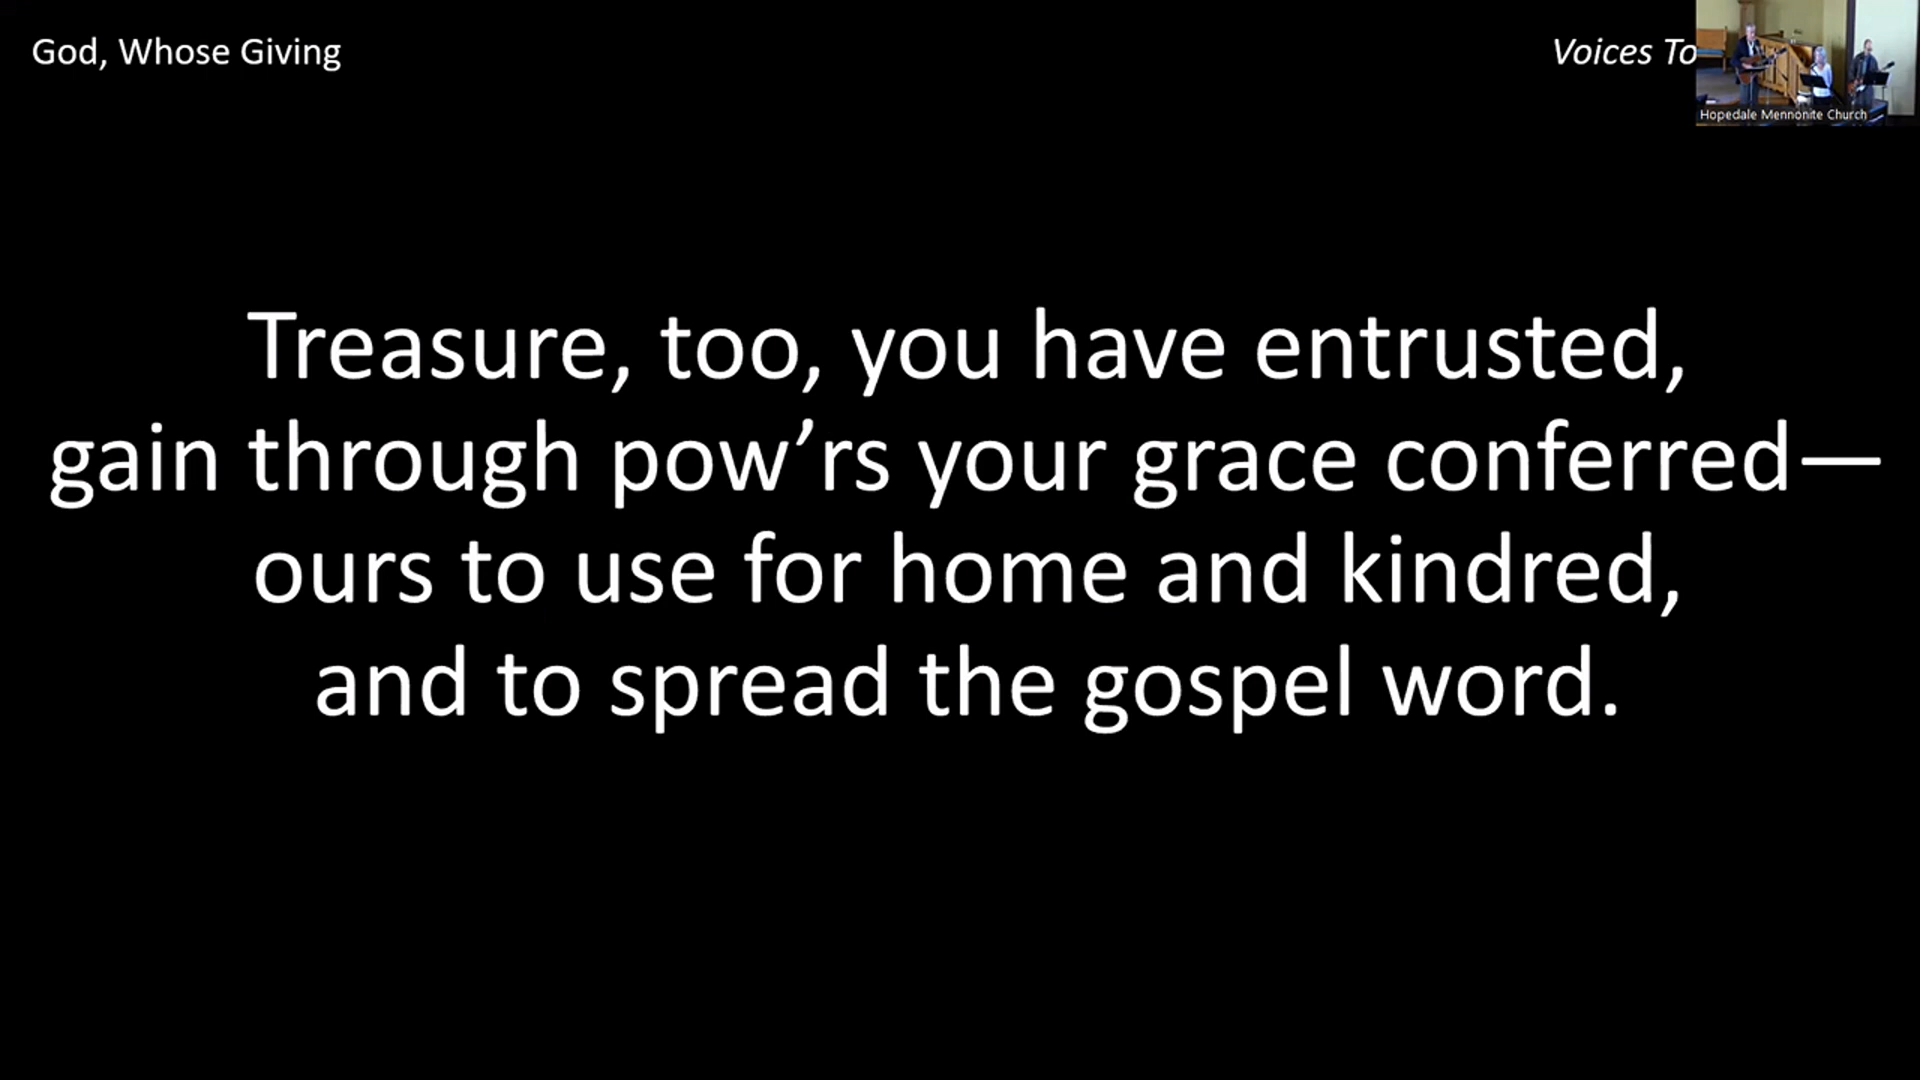 God, Whose Giving
Voices To
Hopedale Mennonite Church
Treasure, too, you have entrusted,
gain through pow’rs your grace conferred—
ours to use for home and kindred,
and to spread the gospel word.